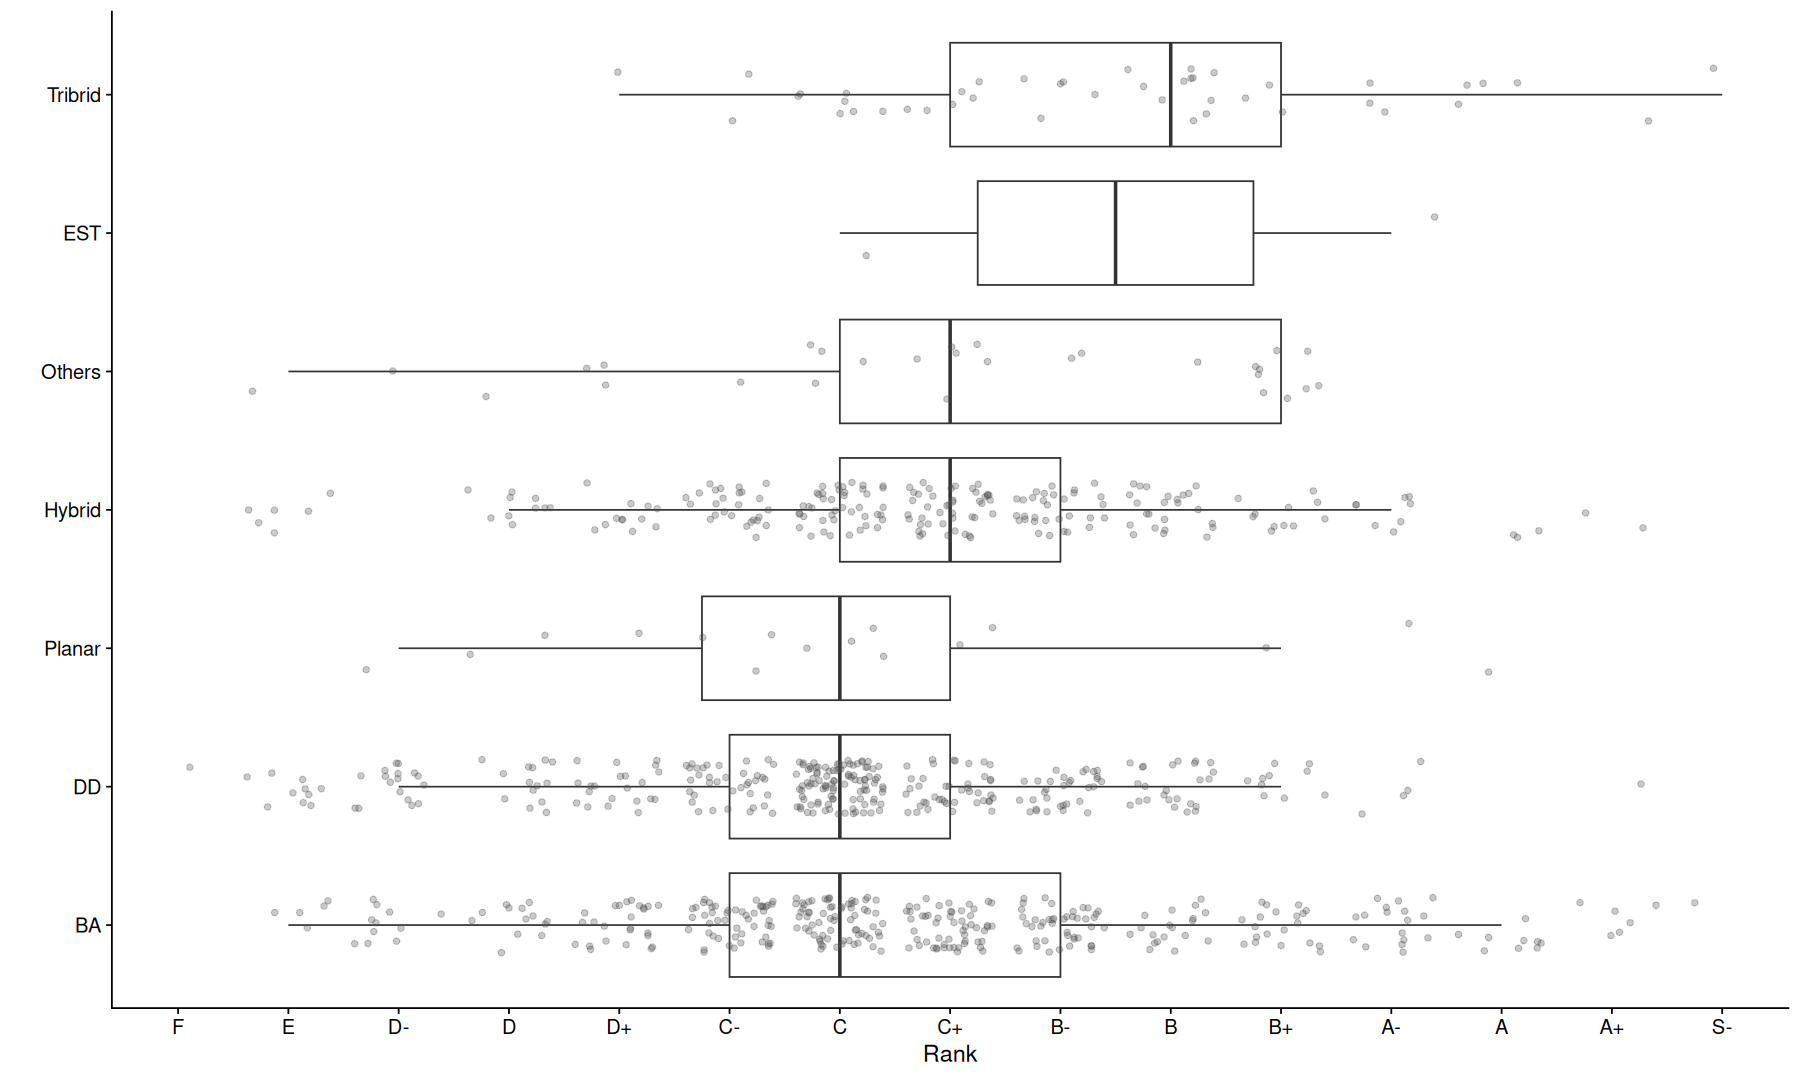 Tribrid
EST
Others
Hybrid
Planar
DD
BA
F E D- D D+ C- C C+ B- B B+ A- A A+ S-
Rank